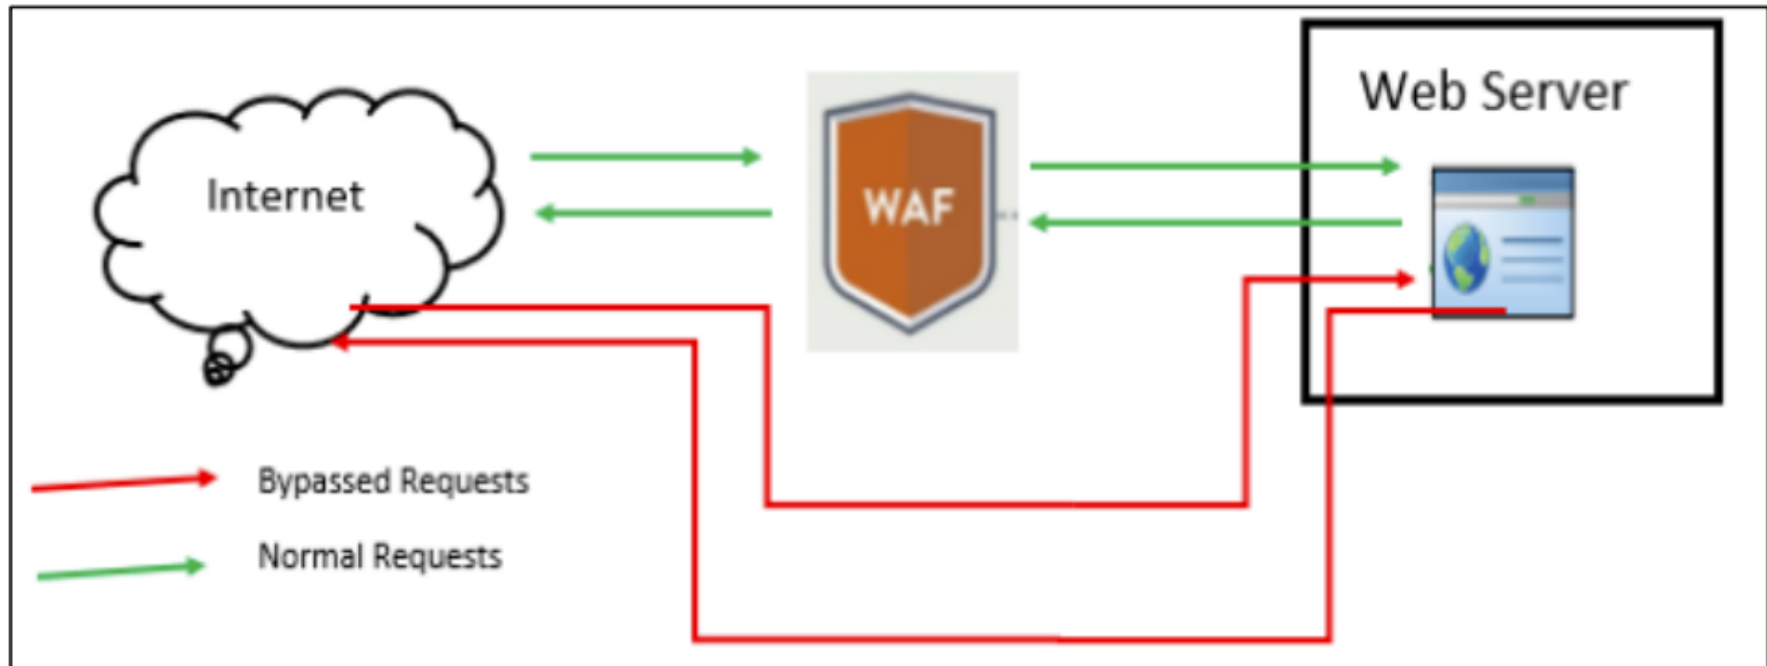 Internet
WAF
Web Server
Bypassed Requests
Normal Requests